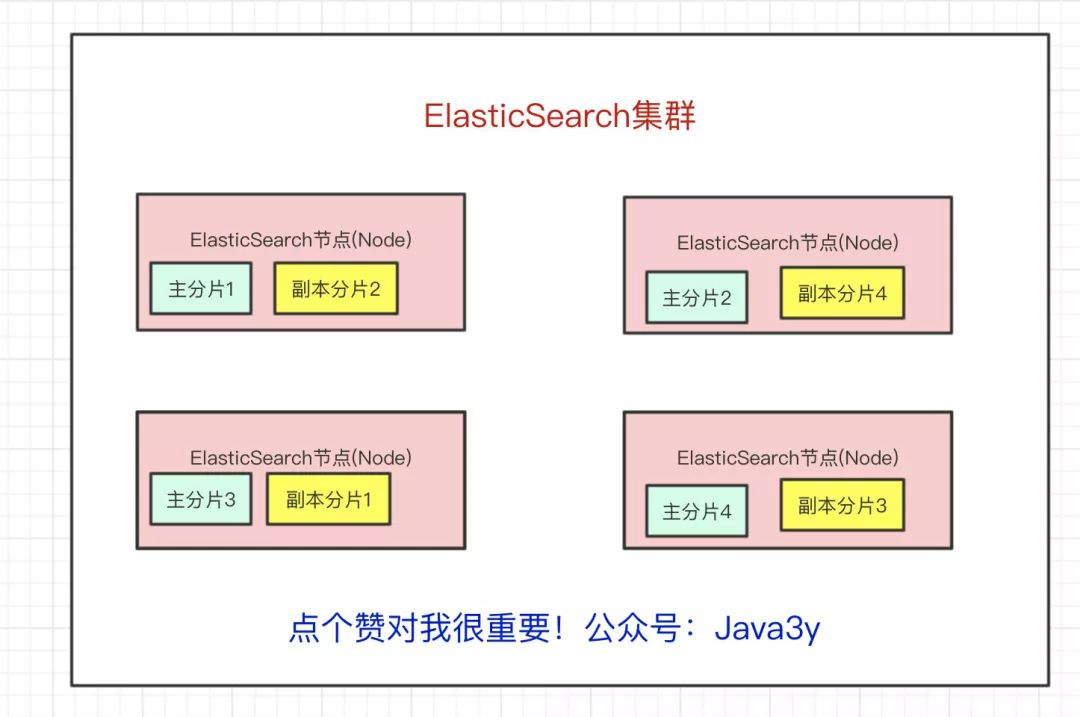 ElasticSearch集群
ElasticSearch节点(Node)
主分片1
副本分片2
ElasticSearch节点(Node)
主分片2
副本分片4
ElasticSearch节点(Node)
主分片3
副本分片1
ElasticSearch节点(Node)
主分片4
副本分片3
点个赞对我很重要！公众号：Java3y